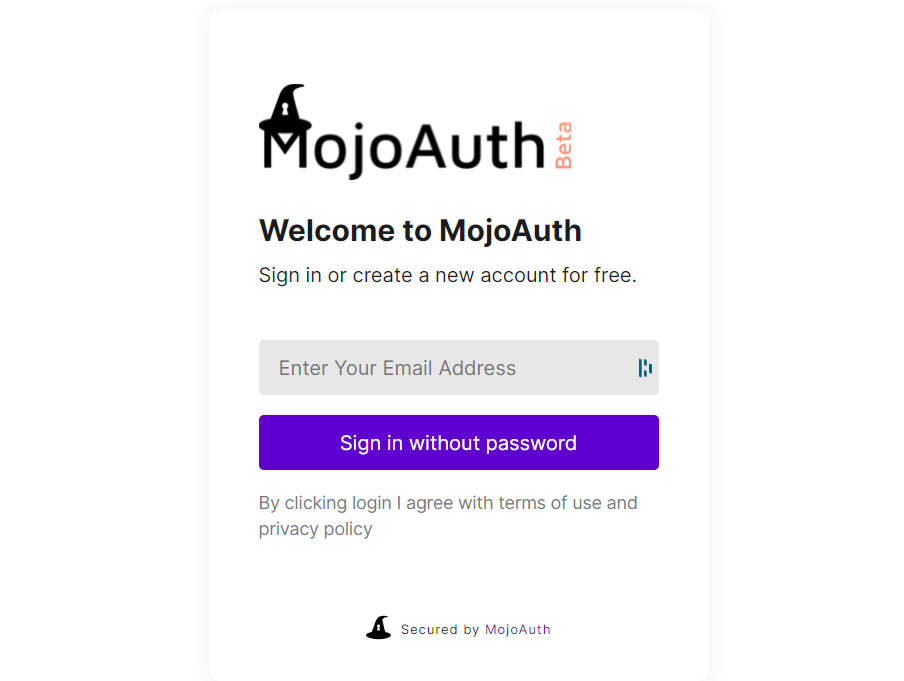 MojoAuth Beta
Welcome to MojoAuth
Sign in or create a new account for free.
Enter Your Email Address
Sign in without password
By clicking login I agree with terms of use and
privacy policy
Secured by MojoAuth